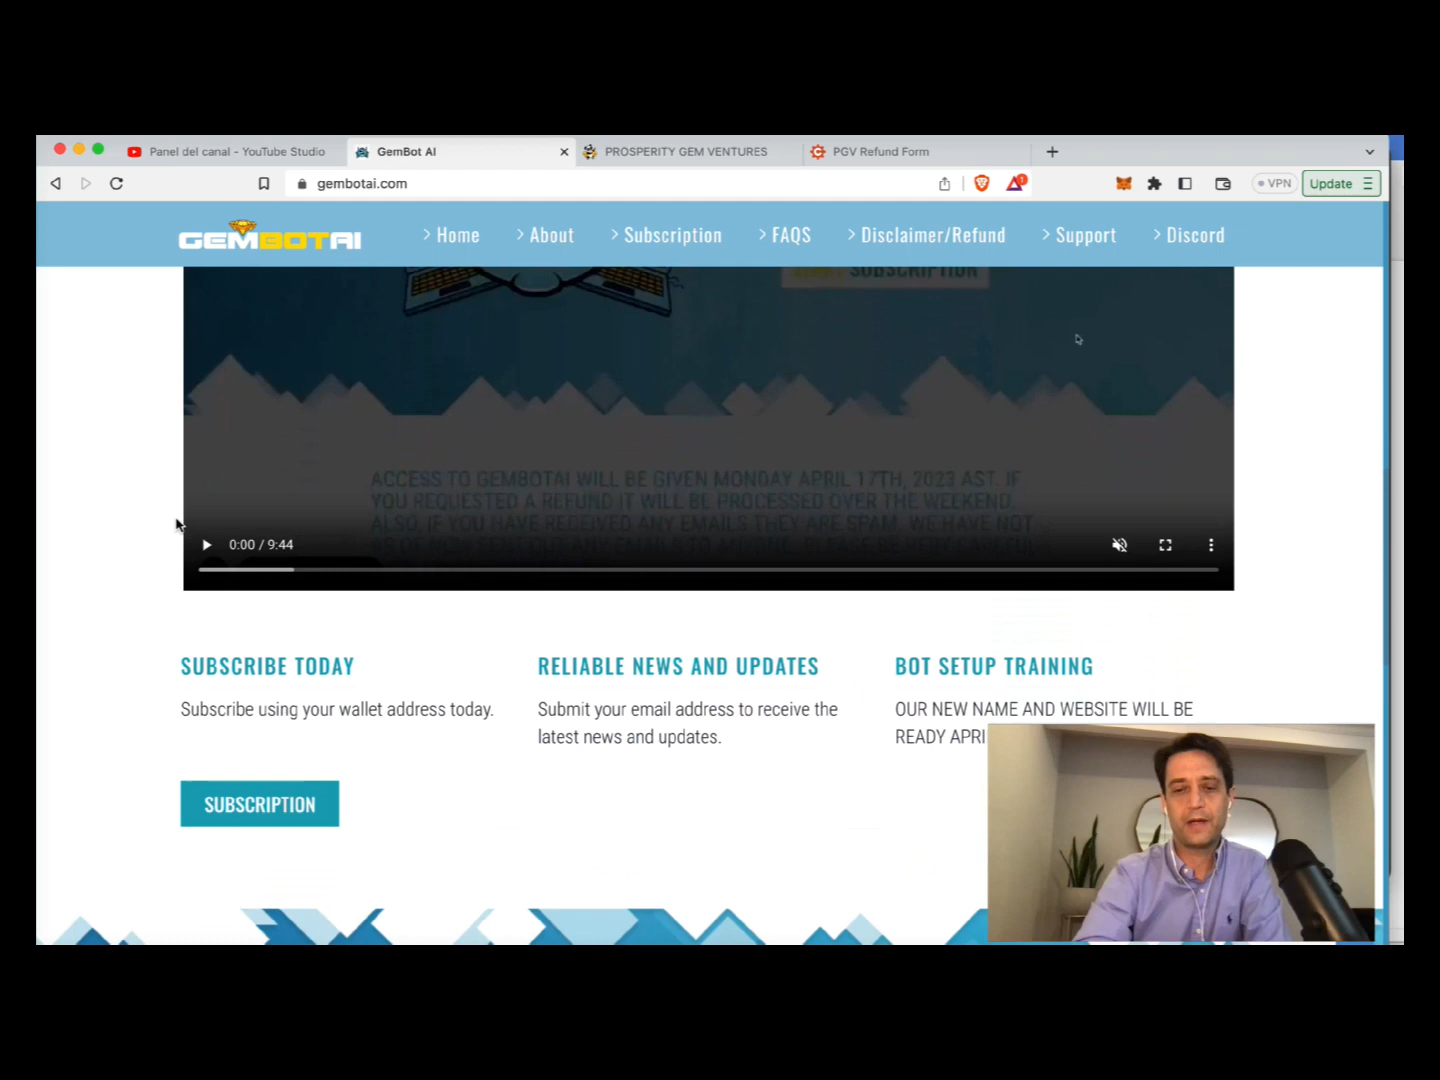 Panel del canal - YouTube Studio
GemBot AI
PROSPERITY GEM VENTURES
PGV Refund Form
gembotai.com
1
VPN
Update
GEMBOTAI
> Home
> About
> Subscription
> FAQS
> Disclaimer/Refund
> Support
> Discord
SUBSCRIPTION
ACCESS TO GEMBOTAI WILL BE GIVEN MONDAY APRIL 17TH, 2023 AST. IF
YOU REQUESTED A REFUND IT WILL BE PROCESSED OVER THE WEEKEND.
ALSO, IF YOU HAVE RECEIVED ANY EMAILS THEY ARE SPAM. WE HAVE NOT
0:00 / 9:44
SUBSCRIBE TODAY
Subscribe using your wallet address today.
SUBSCRIPTION
RELIABLE NEWS AND UPDATES
Submit your email address to receive the
latest news and updates.
BOT SETUP TRAINING
OUR NEW NAME AND WEBSITE WILL BE
READY APRI